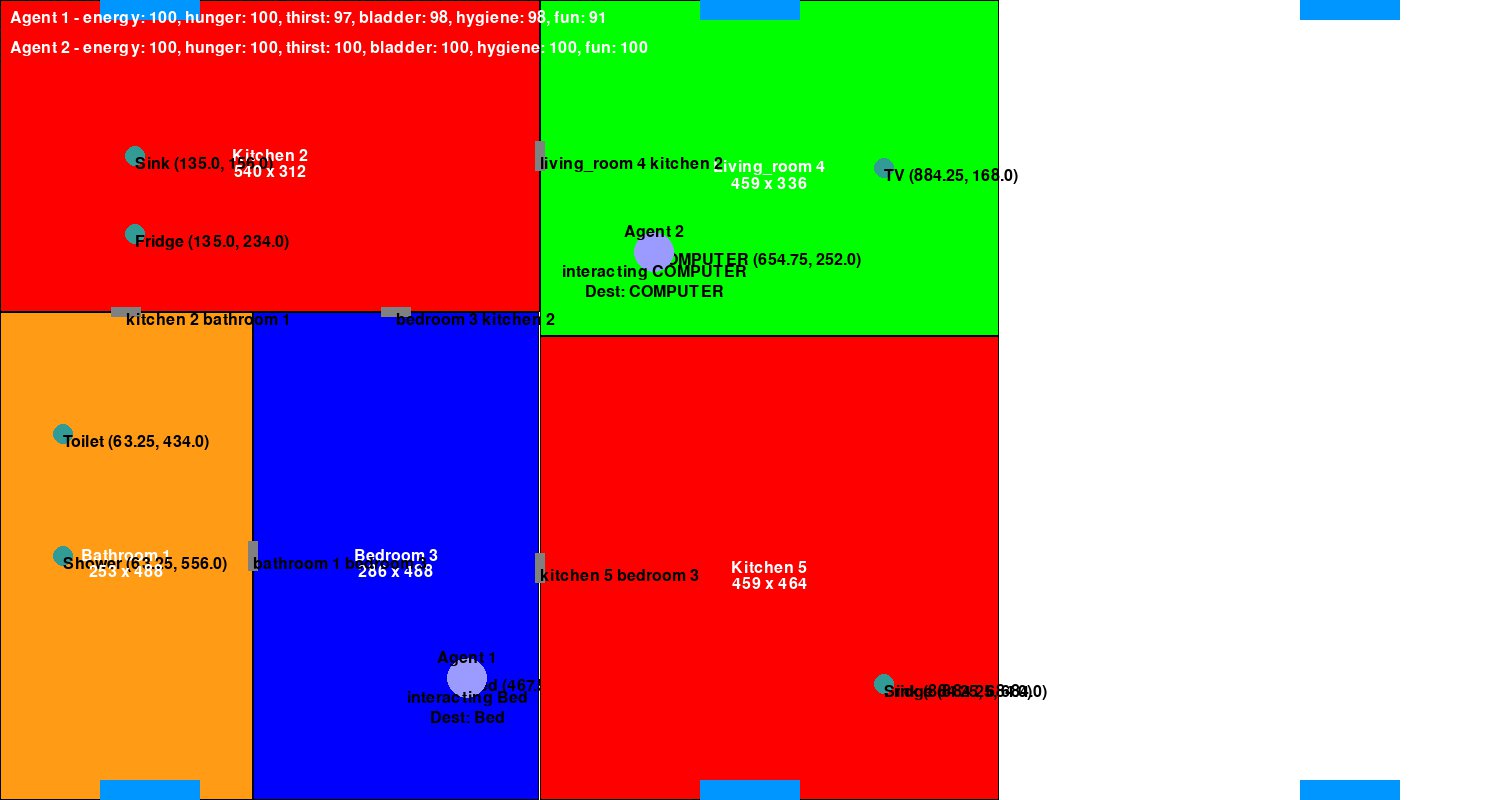 Agent 1 - energy: 100, hunger: 100, thirst: 97, bladder: 98, hygiene: 98, fun: 91
Agent 2 - energy: 100, hunger: 100, thirst: 100, bladder: 100, hygiene: 100, fun: 100
Kitchen 2
540 x 312
Sink (135.0, 156.0)
Fridge (135.0, 234.0)
living_room 4 kitchen 2
Living_room 4
459 x 336
TV (884.25, 168.0)
Agent 2
COMPUTER (654.75, 252.0)
interacting COMPUTER
Dest: COMPUTER
kitchen 2 bathroom 1
bedroom 3 kitchen 2
Toilet (63.25, 434.0)
Bathroom 1
253 x 488
Shower (63.25, 556.0)
bathroom 1 bedroom 3
Bedroom 3
286 x 488
kitchen 5 bedroom 3
Kitchen 5
459 x 464
Agent 1
interacting Bed
Dest: Bed